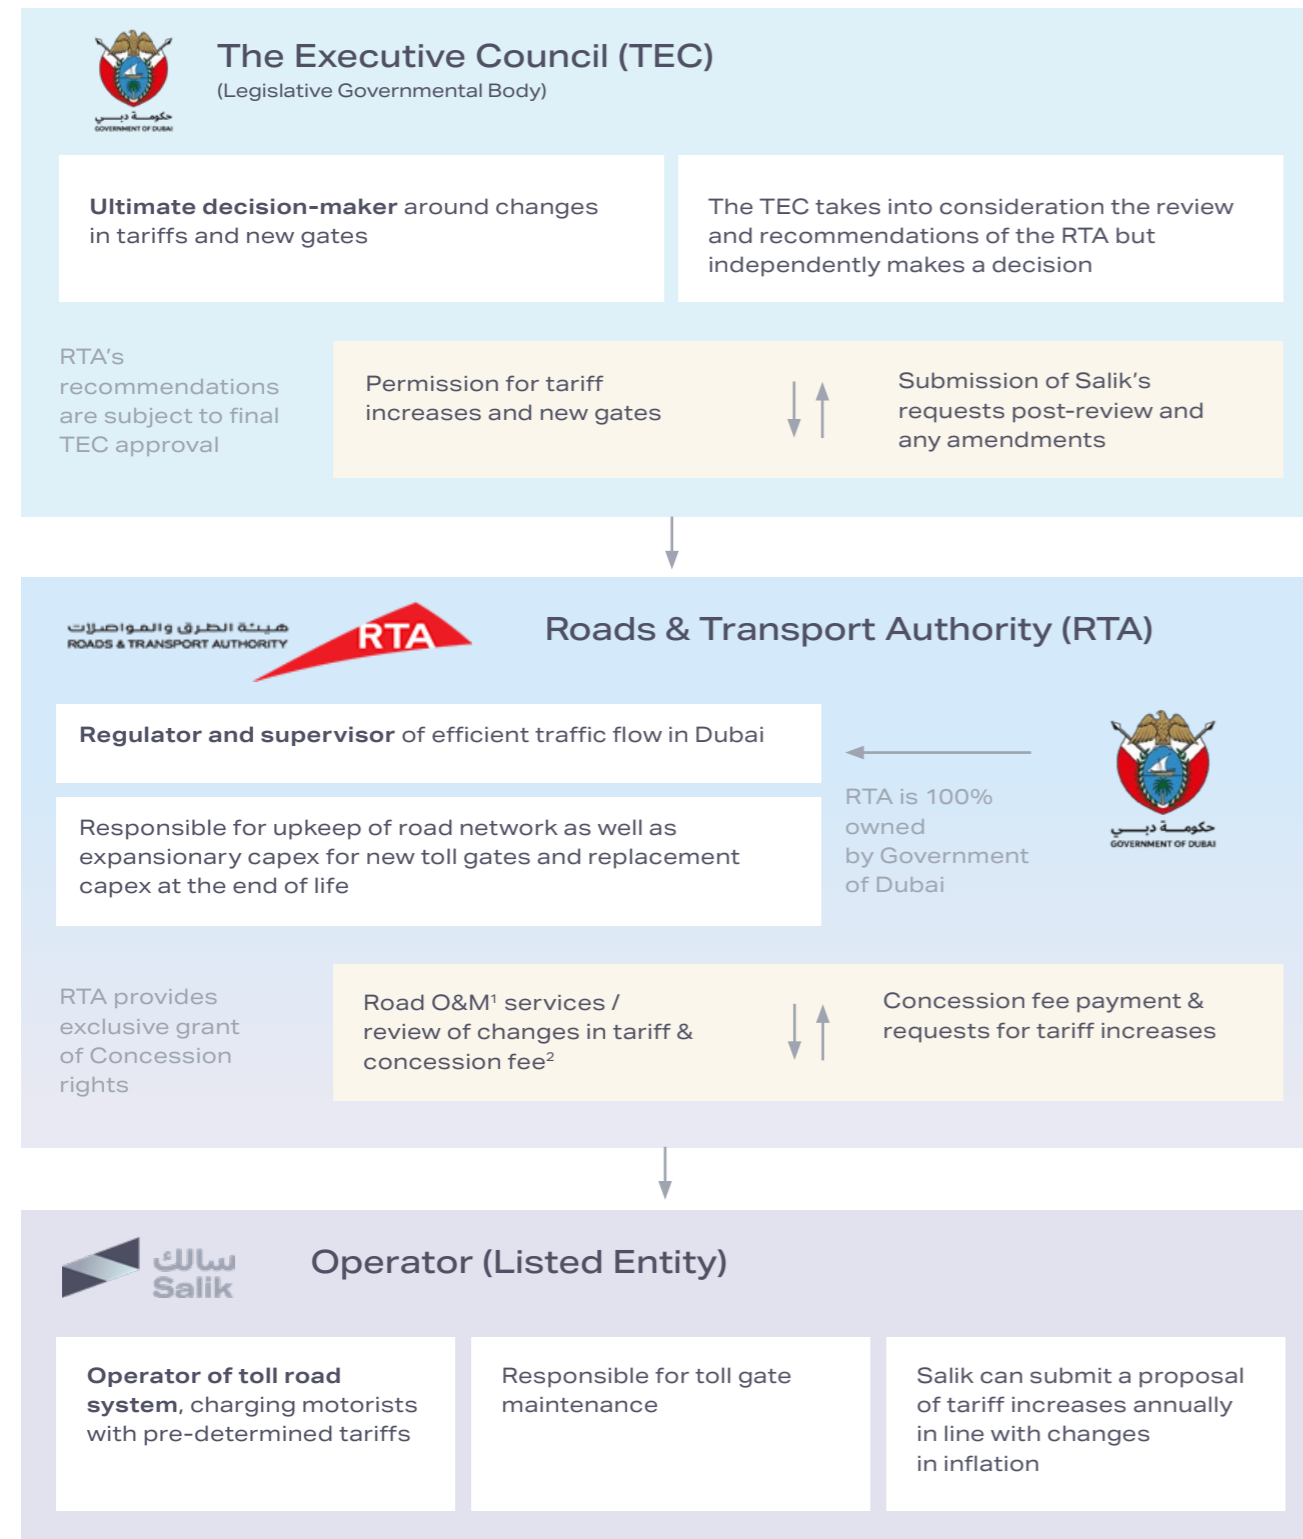 The Executive Council (TEC)
(Legislative Governmental Body)
حكومـــة دبـــي
GOVERNMENT OF DUBAI
Ultimate decision-maker around changes
in tariffs and new gates
The TEC takes into consideration the review
and recommendations of the RTA but
independently makes a decision
RTA's
recommendations
are subject to final
TEC approval
Permission for tariff
increases and new gates
Submission of Salik's
requests post-review and
any amendments
هيئة الطرق والمواصلات
ROADS & TRANSPORT AUTHORITY
RTA
Roads & Transport Authority (RTA)
Regulator and supervisor of efficient traffic flow in Dubai
Responsible for upkeep of road network as well as
expansionary capex for new toll gates and replacement
capex at the end of life
RTA is 100%
owned
by Government
of Dubai
حكومـــة دبـــي
GOVERNMENT OF DUBAI
RTA provides
exclusive grant
of Concession
rights
Road O&M¹ services /
review of changes in tariff &
concession fee²
Concession fee payment &
requests for tariff increases
سالك
Salik
Operator (Listed Entity)
Operator of toll road
system, charging motorists
with pre-determined tariffs
Responsible for toll gate
maintenance
Salik can submit a proposal
of tariff increases annually
in line with changes
in inflation